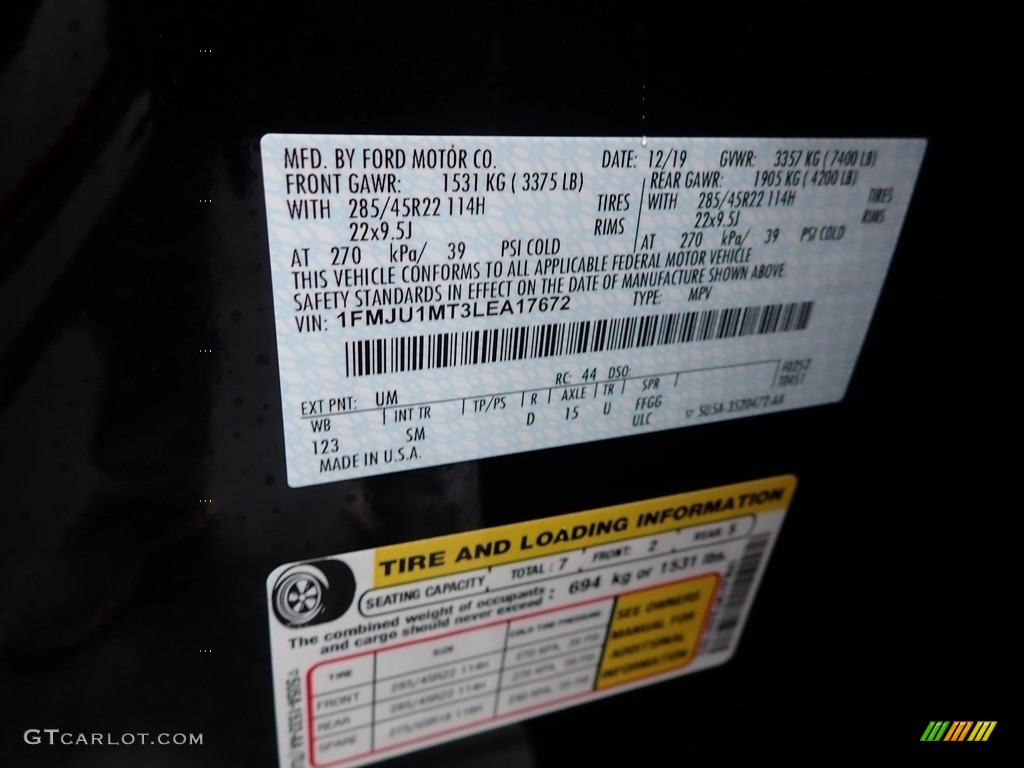 MFD. BY FORD MOTOR CO. DATE: 12/19 GVWR: 3357 KG ( 7400 LB)
FRONT GAWR: 1531 KG ( 3375 LB) REAR GAWR: 1905 KG ( 4200 LB)
WITH 285/45R22 114H TIRES WITH 285/45R22 114H TIRES
22x9.5J RIMS 22x9.5J RIMS
AT 270 kPa/ 39 PSI COLD AT 270 kPa/ 39 PSI COLD
THIS VEHICLE CONFORMS TO ALL APPLICABLE FEDERAL MOTOR VEHICLE
SAFETY STANDARDS IN EFFECT ON THE DATE OF MANUFACTURE SHOWN ABOVE.
VIN: 1FMJU1MT3LEA17672 TYPE: MPV
EXT PNT: UM RC: 44 DSO:
WB INT TR TP/PS R AXLE TR SPR
123 SM D 15 U FFGG
ULC
MADE IN U.S.A.
TIRE AND LOADING INFORMATION
SEATING CAPACITY TOTAL : 7 FRONT: 2 REAR: 5
The combined weight of occupants and cargo should never exceed : 694 kg or 1531 lbs.
TIRE SIZE COLD TIRE PRESSURE
FRONT 285/45R22 114H
REAR 285/45R22 114H
SPARE
SEE OWNERS
MANUAL FOR
ADDITIONAL
INFORMATION
GTCARLOT.COM